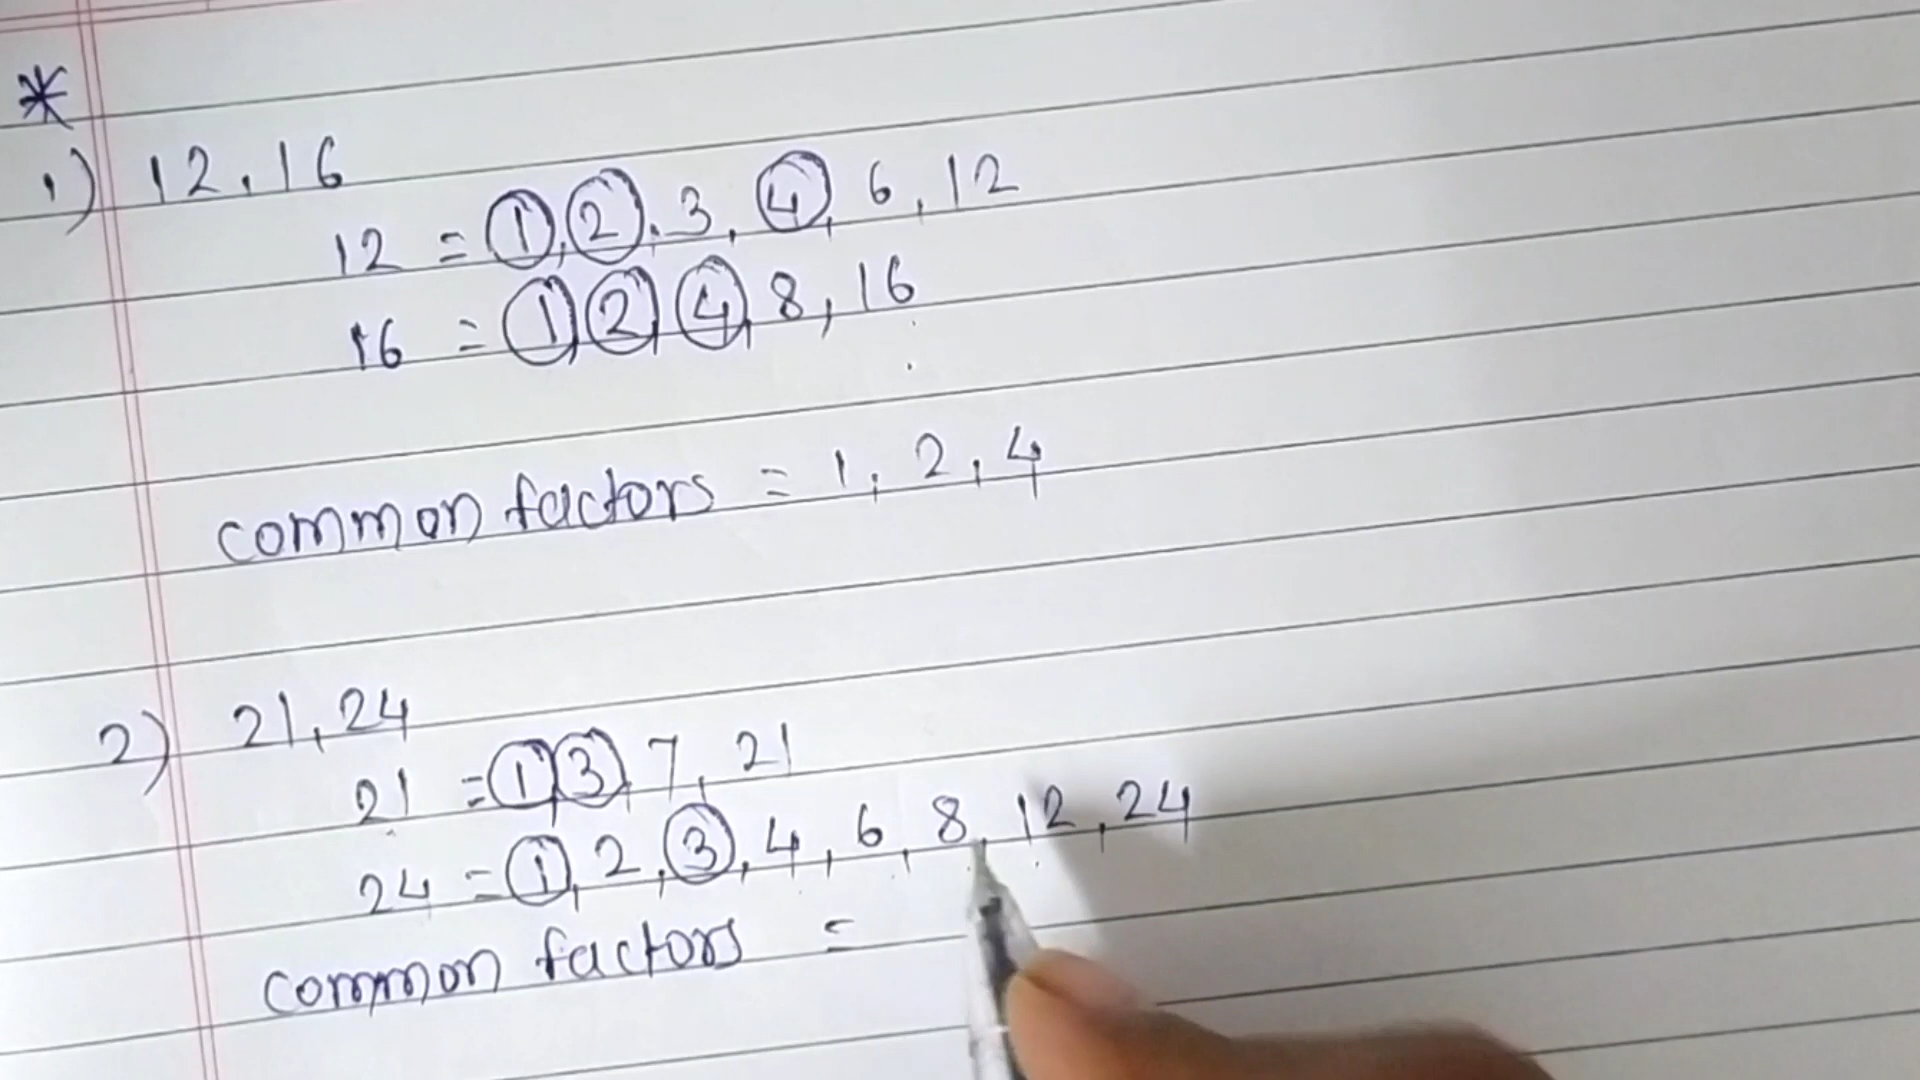 *
1) 12, 16
12 = 1, 2, 3, 4, 6, 12
16 = 1, 2, 4, 8, 16
common factors = 1, 2, 4
2) 21, 24
21 = 1, 3, 7, 21
24 = 1, 2, 3, 4, 6, 8, 12, 24
common factors =